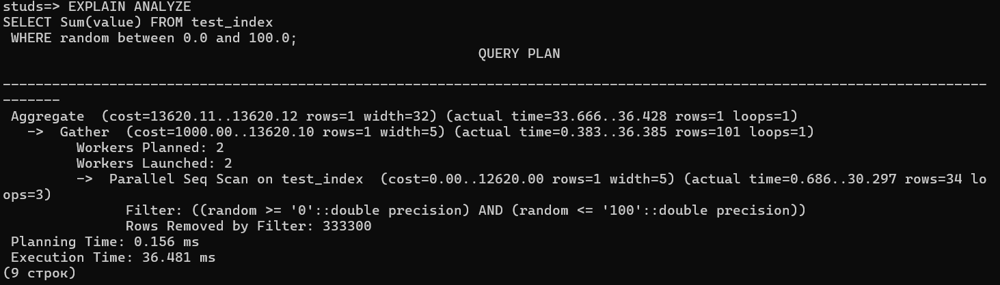 studs=> EXPLAIN ANALYZE
SELECT Sum(value) FROM test_index
 WHERE random between 0.0 and 100.0;
QUERY PLAN
------------------------------------------------------------------------------------------------------------------------
-------
 Aggregate  (cost=13620.11..13620.12 rows=1 width=32) (actual time=33.666..36.428 rows=1 loops=1)
   ->  Gather  (cost=1000.00..13620.10 rows=1 width=5) (actual time=0.383..36.385 rows=101 loops=1)
         Workers Planned: 2
         Workers Launched: 2
         ->  Parallel Seq Scan on test_index  (cost=0.00..12620.00 rows=1 width=5) (actual time=0.686..30.297 rows=34 lo
ops=3)
               Filter: ((random >= '0'::double precision) AND (random <= '100'::double precision))
               Rows Removed by Filter: 333300
 Planning Time: 0.156 ms
 Execution Time: 36.481 ms
(9 строк)